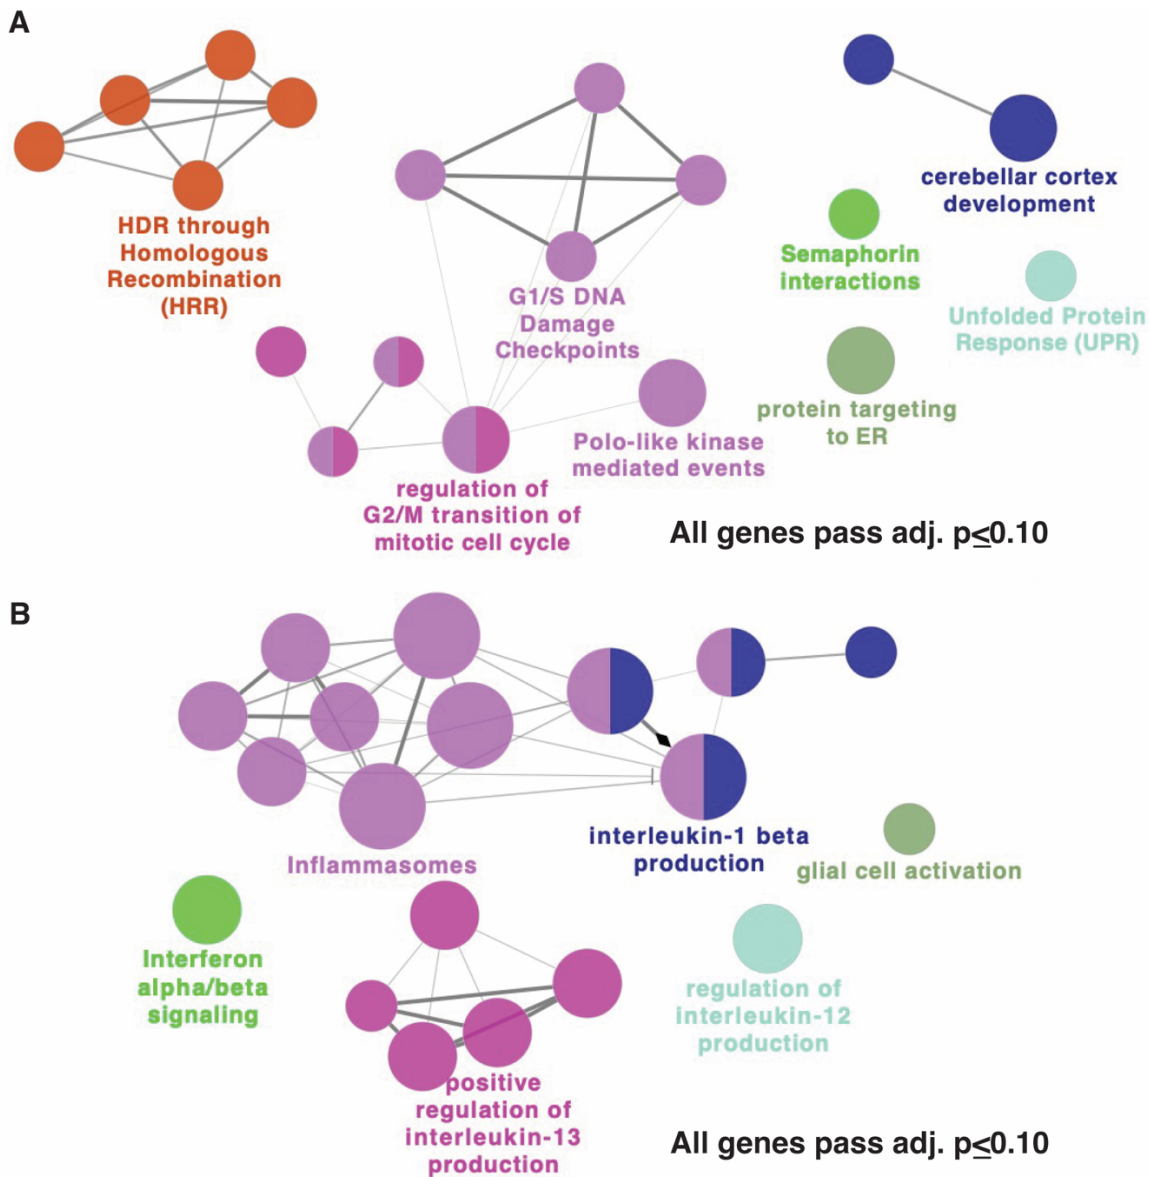 A
HDR through
Homologous
Recombination
(HRR)
G1/S DNA
Damage
Checkpoints
cerebellar cortex
development
Semaphorin
interactions
Unfolded Protein
Response (UPR)
protein targeting
to ER
Polo-like kinase
mediated events
regulation of
G2/M transition of
mitotic cell cycle
All genes pass adj. p≤0.10
B
Inflammasomes
interleukin-1 beta
production
glial cell activation
Interferon
alpha/beta
signaling
regulation of
interleukin-12
production
positive
regulation of
interleukin-13
production
All genes pass adj. p≤0.10